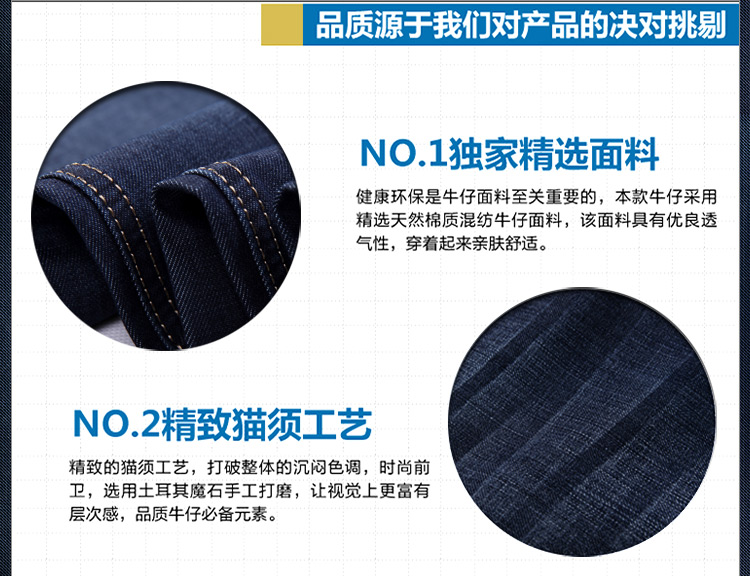 品质源于我们对产品的决对挑剔
NO.1独家精选面料
健康环保是牛仔面料至关重要的，本款牛仔采用
精选天然棉质混纺牛仔面料，该面料具有优良透
气性，穿着起来亲肤舒适。
NO.2精致猫须工艺
精致的猫须工艺，打破整体的沉闷色调，时尚前
卫，选用土耳其魔石手工打磨，让视觉上更富有
层次感，品质牛仔必备元素。